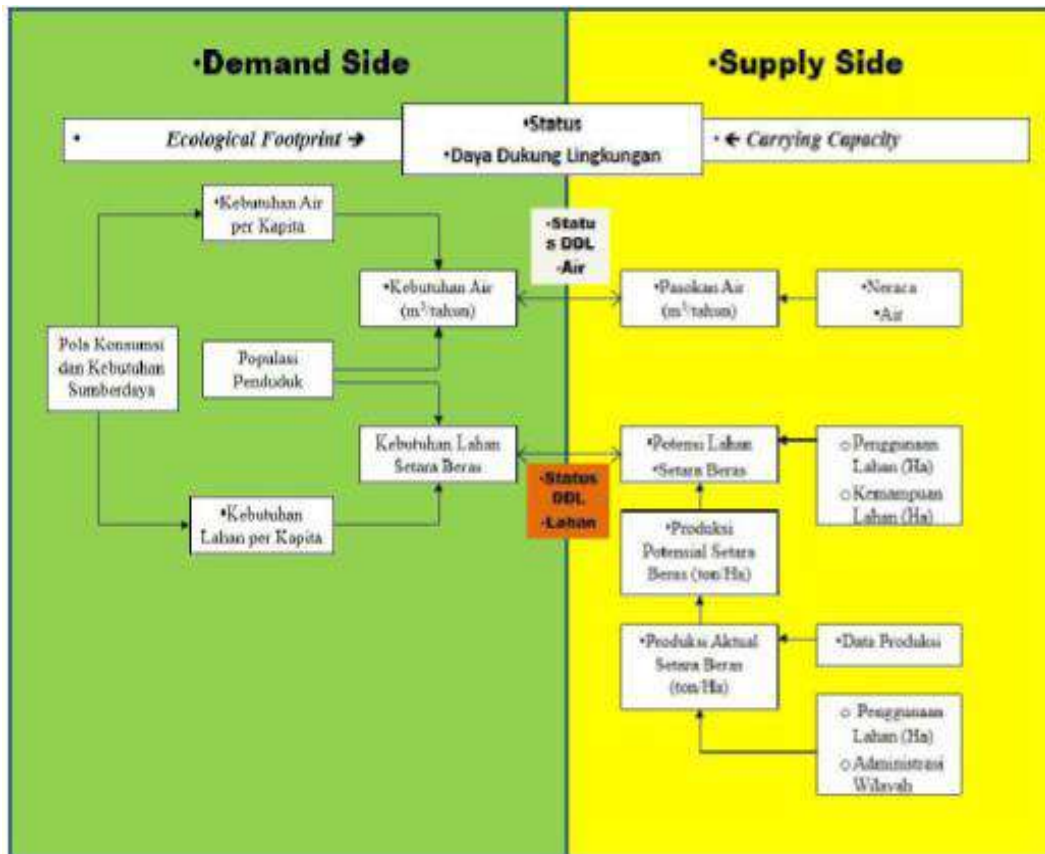 •Demand Side
•Supply Side
• Ecological Footprint →
•Status
•Daya Dukung Lingkungan
• ← Carrying Capacity
•Kebutuhan Air
per Kapita
•Statu
s DDL
•Air
•Kebutuhan Air
(m³/tahun)
•Pasokan Air
(m³/tahun)
•Neraca
•Air
Pola Konsumsi
dan Kebutuhan
Sumberdaya
Populasi
Penduduk
Kebutuhan Lahan
Setara Beras
•Status
DDL
•Lahan
•Potensi Lahan
•Setara Beras
○ Penggunaan
Lahan (Ha)
○ Kemampuan
Lahan (Ha)
•Kebutuhan
Lahan per Kapita
•Produksi
Potensial Setara
Beras (ton/Ha)
•Produksi Aktual
Setara Beras
(ton/Ha)
•Data Produksi
○ Penggunaan
Lahan (Ha)
○ Administrasi
Wilayah